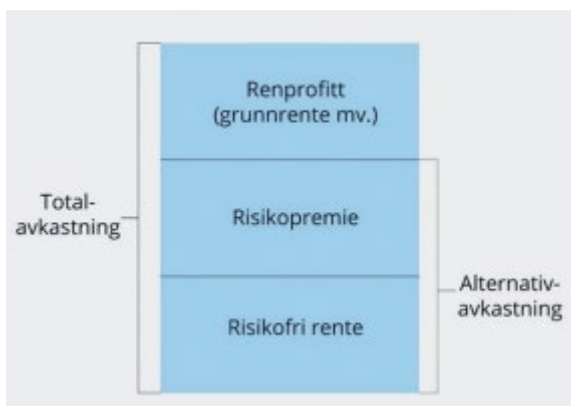 Renprofitt
(grunnrente mv.)
Total-
avkastning
Risikopremie
Alternativ-
avkastning
Risikofri rente